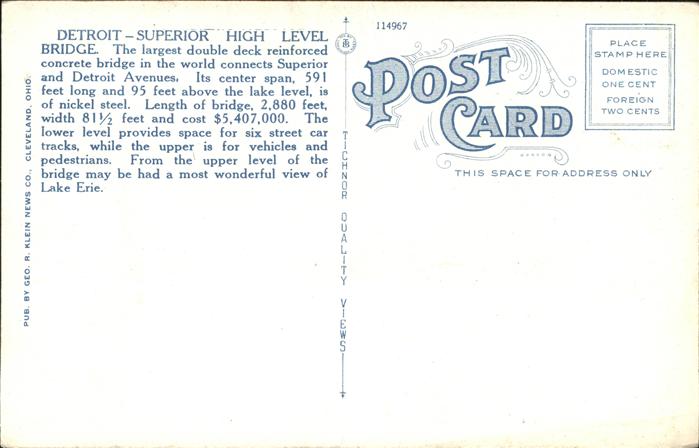 DETROIT–SUPERIOR HIGH LEVEL
BRIDGE. The largest double deck reinforced
concrete bridge in the world connects Superior
and Detroit Avenues. Its center span, 591
feet long and 95 feet above the lake level, is
of nickel steel. Length of bridge, 2,880 feet,
width 81½ feet and cost $5,407,000. The
lower level provides space for six street car
tracks, while the upper is for vehicles and
pedestrians. From the upper level of the
bridge may be had a most wonderful view of
Lake Erie.
PUB. BY GEO. R. KLEIN NEWS CO., CLEVELAND, OHIO.
TICHNOR QUALITY VIEWS
114967
POST
CARD
THIS SPACE FOR ADDRESS ONLY
PLACE
STAMP HERE
DOMESTIC
ONE CENT
FOREIGN
TWO CENTS